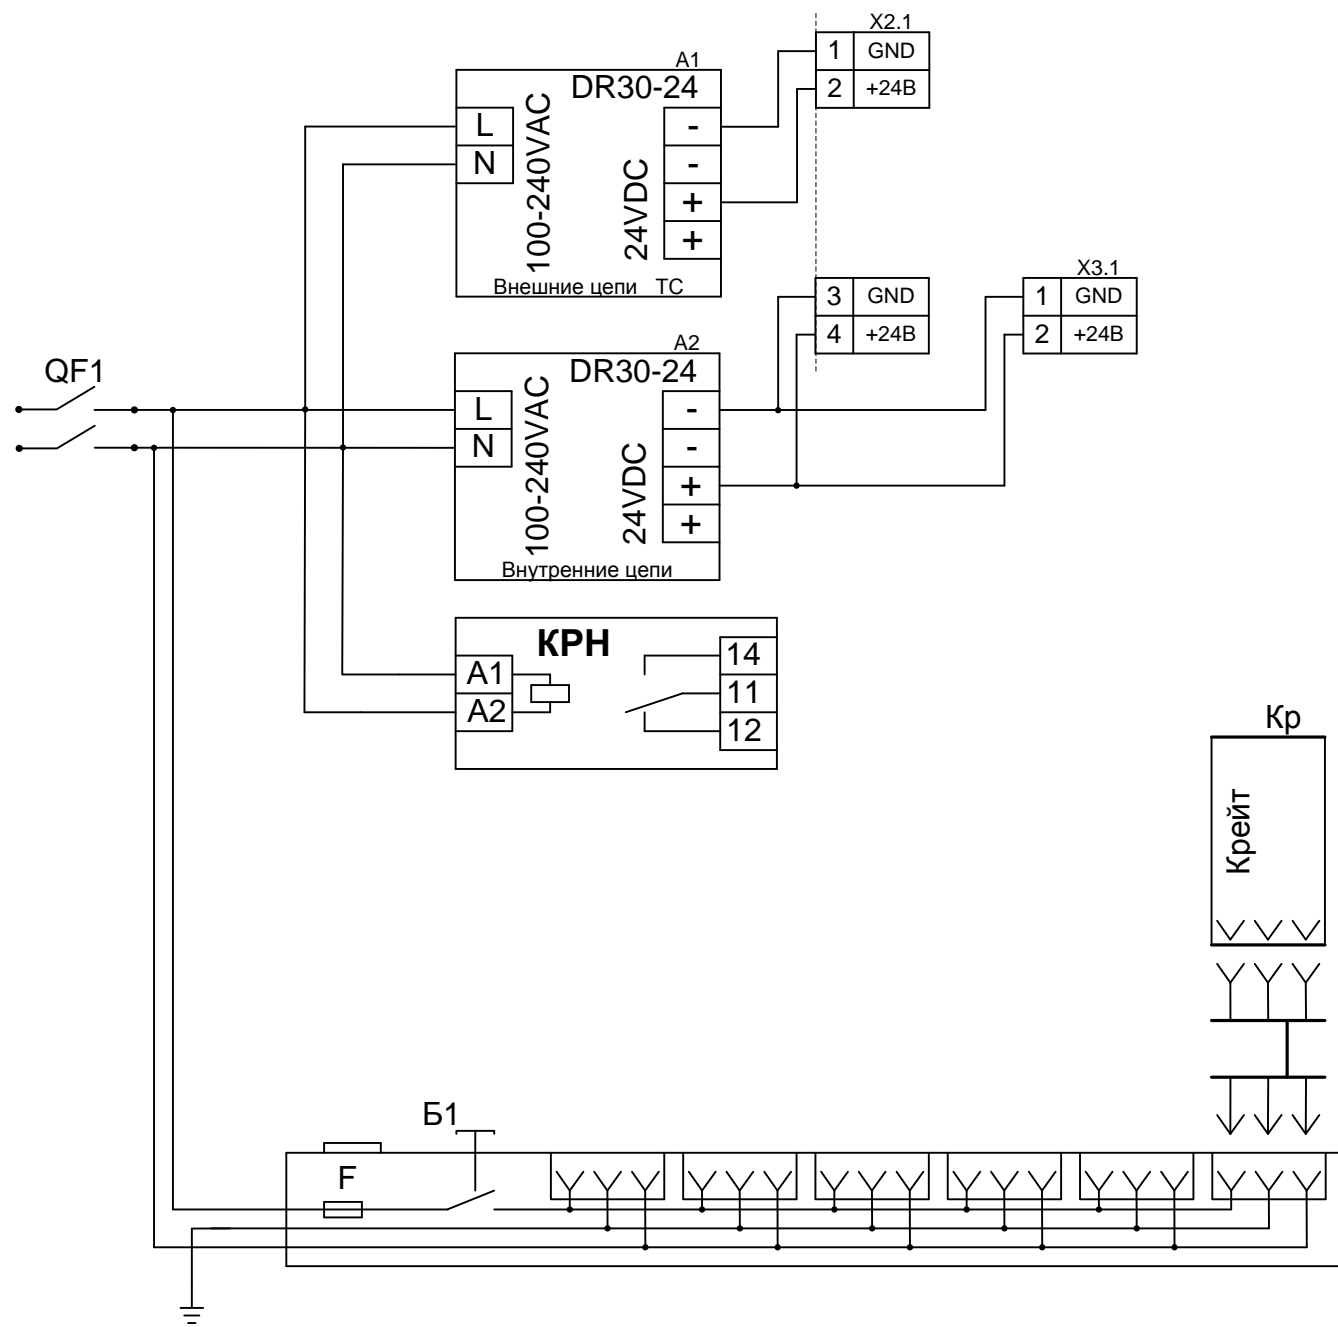 X2.1
1 GND
2 +24В
A1
DR30-24
L
N
100-240VAC
24VDC
-
-
+
+
Внешние цепи ТС
3 GND
4 +24В
X3.1
1 GND
2 +24В
QF1
A2
DR30-24
L
N
100-240VAC
24VDC
-
-
+
+
Внутренние цепи
КРН
A1
A2
14
11
12
Кр
Крейт
Б1
F